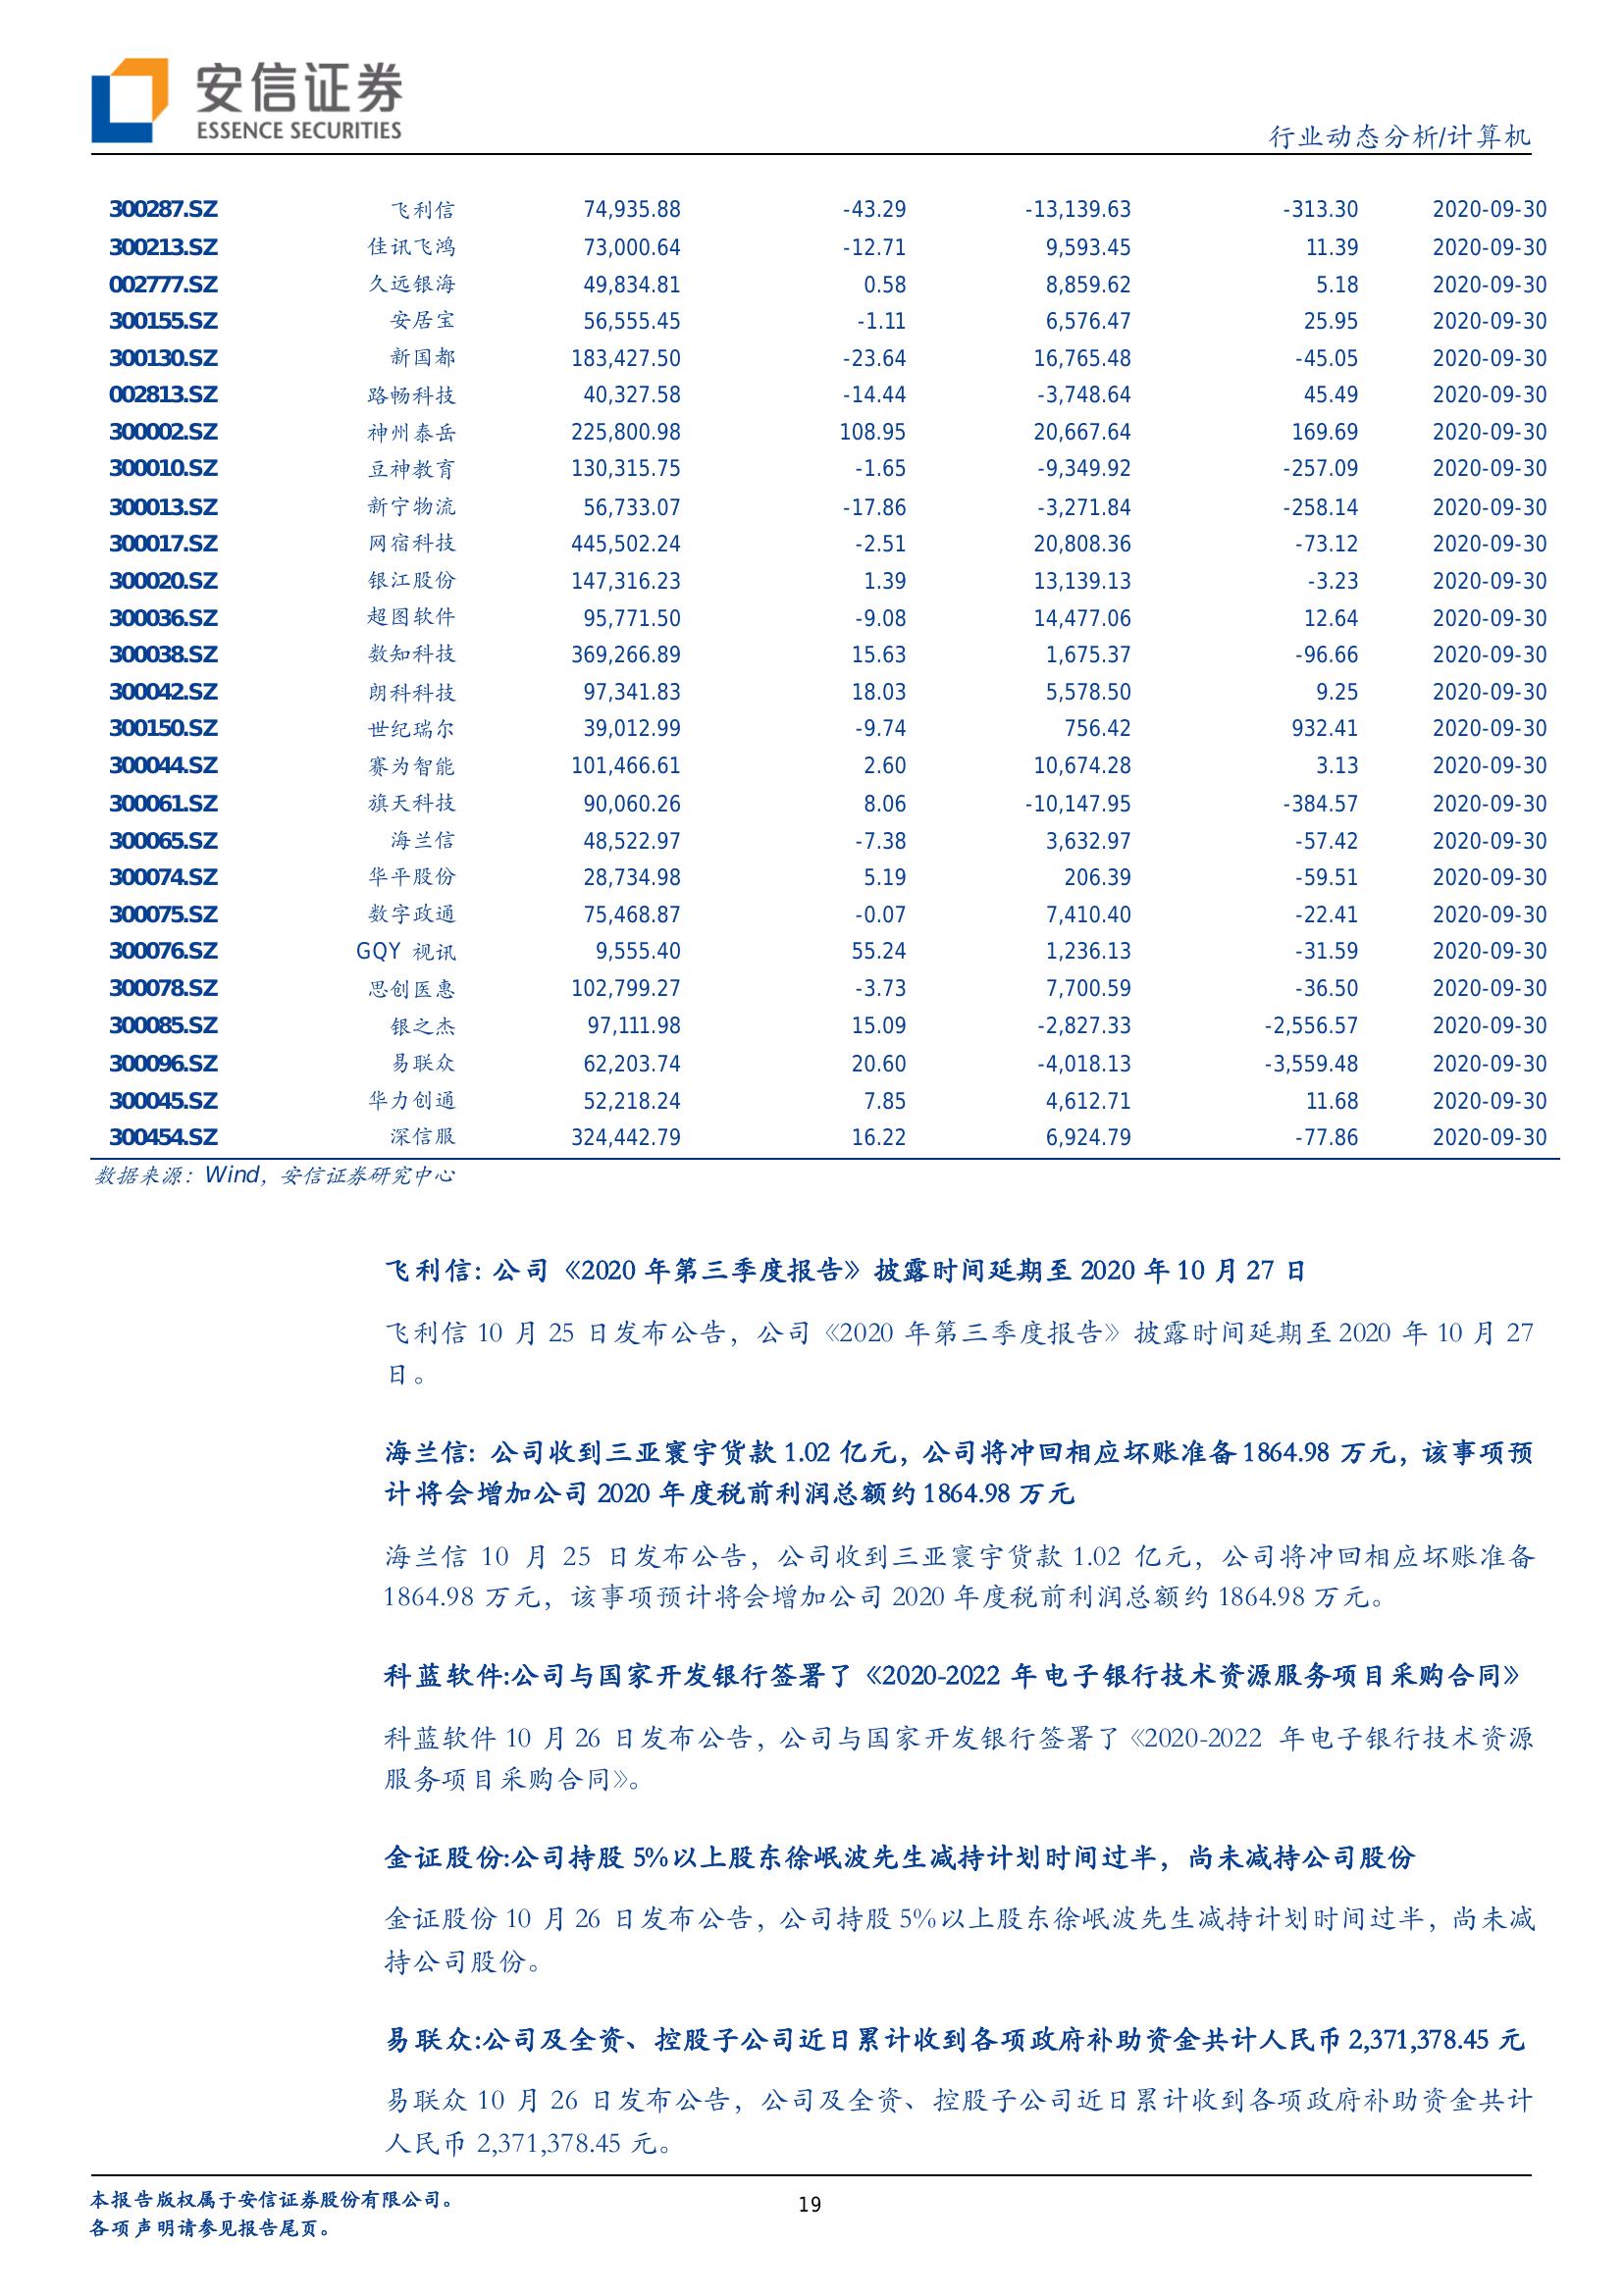 安信证券
ESSENCE SECURITIES
行业动态分析/计算机
300287.SZ 飞利信 74,935.88 -43.29 -13,139.63 -313.30 2020-09-30
300213.SZ 佳讯飞鸿 73,000.64 -12.71 9,593.45 11.39 2020-09-30
002777.SZ 久远银海 49,834.81 0.58 8,859.62 5.18 2020-09-30
300155.SZ 安居宝 56,555.45 -1.11 6,576.47 25.95 2020-09-30
300130.SZ 新国都 183,427.50 -23.64 16,765.48 -45.05 2020-09-30
002813.SZ 路畅科技 40,327.58 -14.44 -3,748.64 45.49 2020-09-30
300002.SZ 神州泰岳 225,800.98 108.95 20,667.64 169.69 2020-09-30
300010.SZ 豆神教育 130,315.75 -1.65 -9,349.92 -257.09 2020-09-30
300013.SZ 新宁物流 56,733.07 -17.86 -3,271.84 -258.14 2020-09-30
300017.SZ 网宿科技 445,502.24 -2.51 20,808.36 -73.12 2020-09-30
300020.SZ 银江股份 147,316.23 1.39 13,139.13 -3.23 2020-09-30
300036.SZ 超图软件 95,771.50 -9.08 14,477.06 12.64 2020-09-30
300038.SZ 数知科技 369,266.89 15.63 1,675.37 -96.66 2020-09-30
300042.SZ 朗科科技 97,341.83 18.03 5,578.50 9.25 2020-09-30
300150.SZ 世纪瑞尔 39,012.99 -9.74 756.42 932.41 2020-09-30
300044.SZ 赛为智能 101,466.61 2.60 10,674.28 3.13 2020-09-30
300061.SZ 旗天科技 90,060.26 8.06 -10,147.95 -384.57 2020-09-30
300065.SZ 海兰信 48,522.97 -7.38 3,632.97 -57.42 2020-09-30
300074.SZ 华平股份 28,734.98 5.19 206.39 -59.51 2020-09-30
300075.SZ 数字政通 75,468.87 -0.07 7,410.40 -22.41 2020-09-30
300076.SZ GQY 视讯 9,555.40 55.24 1,236.13 -31.59 2020-09-30
300078.SZ 思创医惠 102,799.27 -3.73 7,700.59 -36.50 2020-09-30
300085.SZ 银之杰 97,111.98 15.09 -2,827.33 -2,556.57 2020-09-30
300096.SZ 易联众 62,203.74 20.60 -4,018.13 -3,559.48 2020-09-30
300045.SZ 华力创通 52,218.24 7.85 4,612.71 11.68 2020-09-30
300454.SZ 深信服 324,442.79 16.22 6,924.79 -77.86 2020-09-30
数据来源：Wind，安信证券研究中心
飞利信：公司《2020 年第三季度报告》披露时间延期至 2020 年 10 月 27 日
飞利信 10 月 25 日发布公告，公司《2020 年第三季度报告》披露时间延期至 2020 年 10 月 27
日。
海兰信：公司收到三亚寰宇货款 1.02 亿元，公司将冲回相应坏账准备 1864.98 万元，该事项预
计将会增加公司 2020 年度税前利润总额约 1864.98 万元
海兰信 10 月 25 日发布公告，公司收到三亚寰宇货款 1.02 亿元，公司将冲回相应坏账准备
1864.98 万元，该事项预计将会增加公司 2020 年度税前利润总额约 1864.98 万元。
科蓝软件:公司与国家开发银行签署了《2020-2022 年电子银行技术资源服务项目采购合同》
科蓝软件 10 月 26 日发布公告，公司与国家开发银行签署了《2020-2022 年电子银行技术资源
服务项目采购合同》。
金证股份:公司持股 5%以上股东徐岷波先生减持计划时间过半，尚未减持公司股份
金证股份 10 月 26 日发布公告，公司持股 5%以上股东徐岷波先生减持计划时间过半，尚未减
持公司股份。
易联众:公司及全资、控股子公司近日累计收到各项政府补助资金共计人民币 2,371,378.45 元
易联众 10 月 26 日发布公告，公司及全资、控股子公司近日累计收到各项政府补助资金共计
人民币 2,371,378.45 元。
本报告版权属于安信证券股份有限公司。
各项声明请参见报告尾页。
19